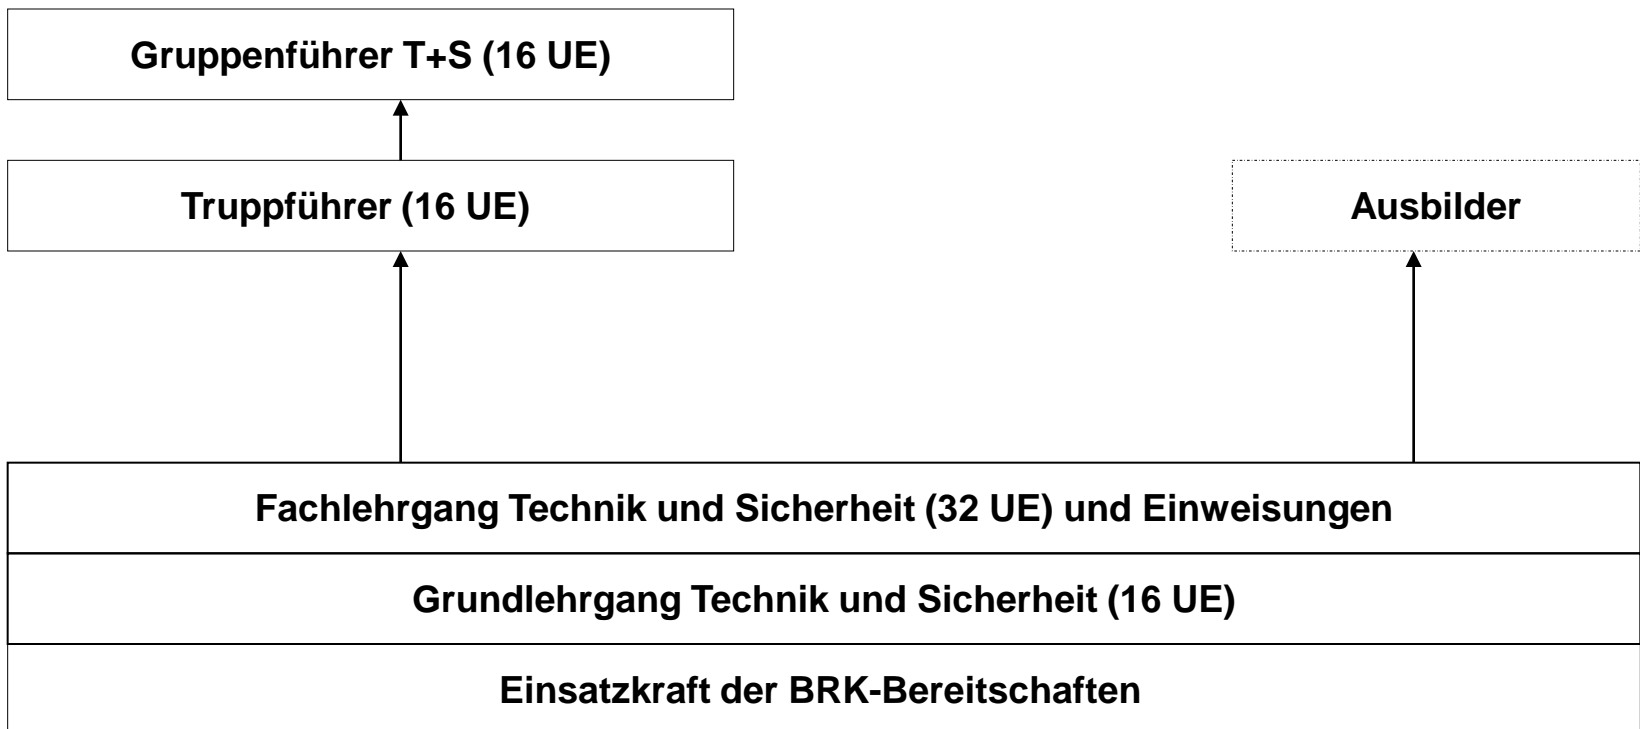 Gruppenführer T+S (16 UE)
Truppführer (16 UE)
Ausbilder
Fachlehrgang Technik und Sicherheit (32 UE) und Einweisungen
Grundlehrgang Technik und Sicherheit (16 UE)
Einsatzkraft der BRK-Bereitschaften